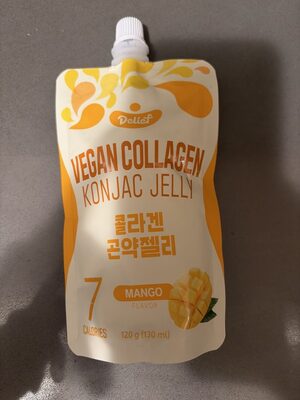 Delief
VEGAN COLLAGEN
KONJAC JELLY
콜라겐
곤약젤리
7
CALORIES
MANGO
FLAVOR
120 g (130 ml)